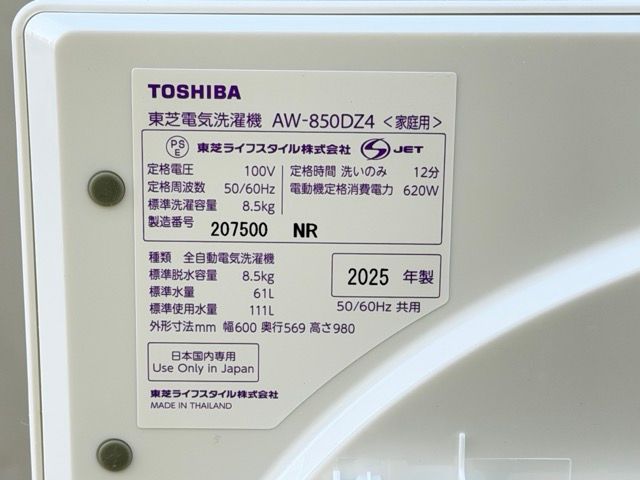 TOSHIBA
東芝電気洗濯機 AW-850DZ4 <家庭用>
PS E 東芝ライフスタイル株式会社 S JET
定格電圧 100V 定格時間 洗いのみ 12分
定格周波数 50/60Hz 電動機定格消費電力 620W
標準洗濯容量 8.5kg
製造番号 207500 NR
種類 全自動電気洗濯機
標準脱水容量 8.5kg 2025 年製
標準水量 61L
標準使用水量 111L 50/60Hz 共用
外形寸法mm 幅600 奥行569 高さ980
日本国内専用
Use Only in Japan
東芝ライフスタイル株式会社
MADE IN THAILAND